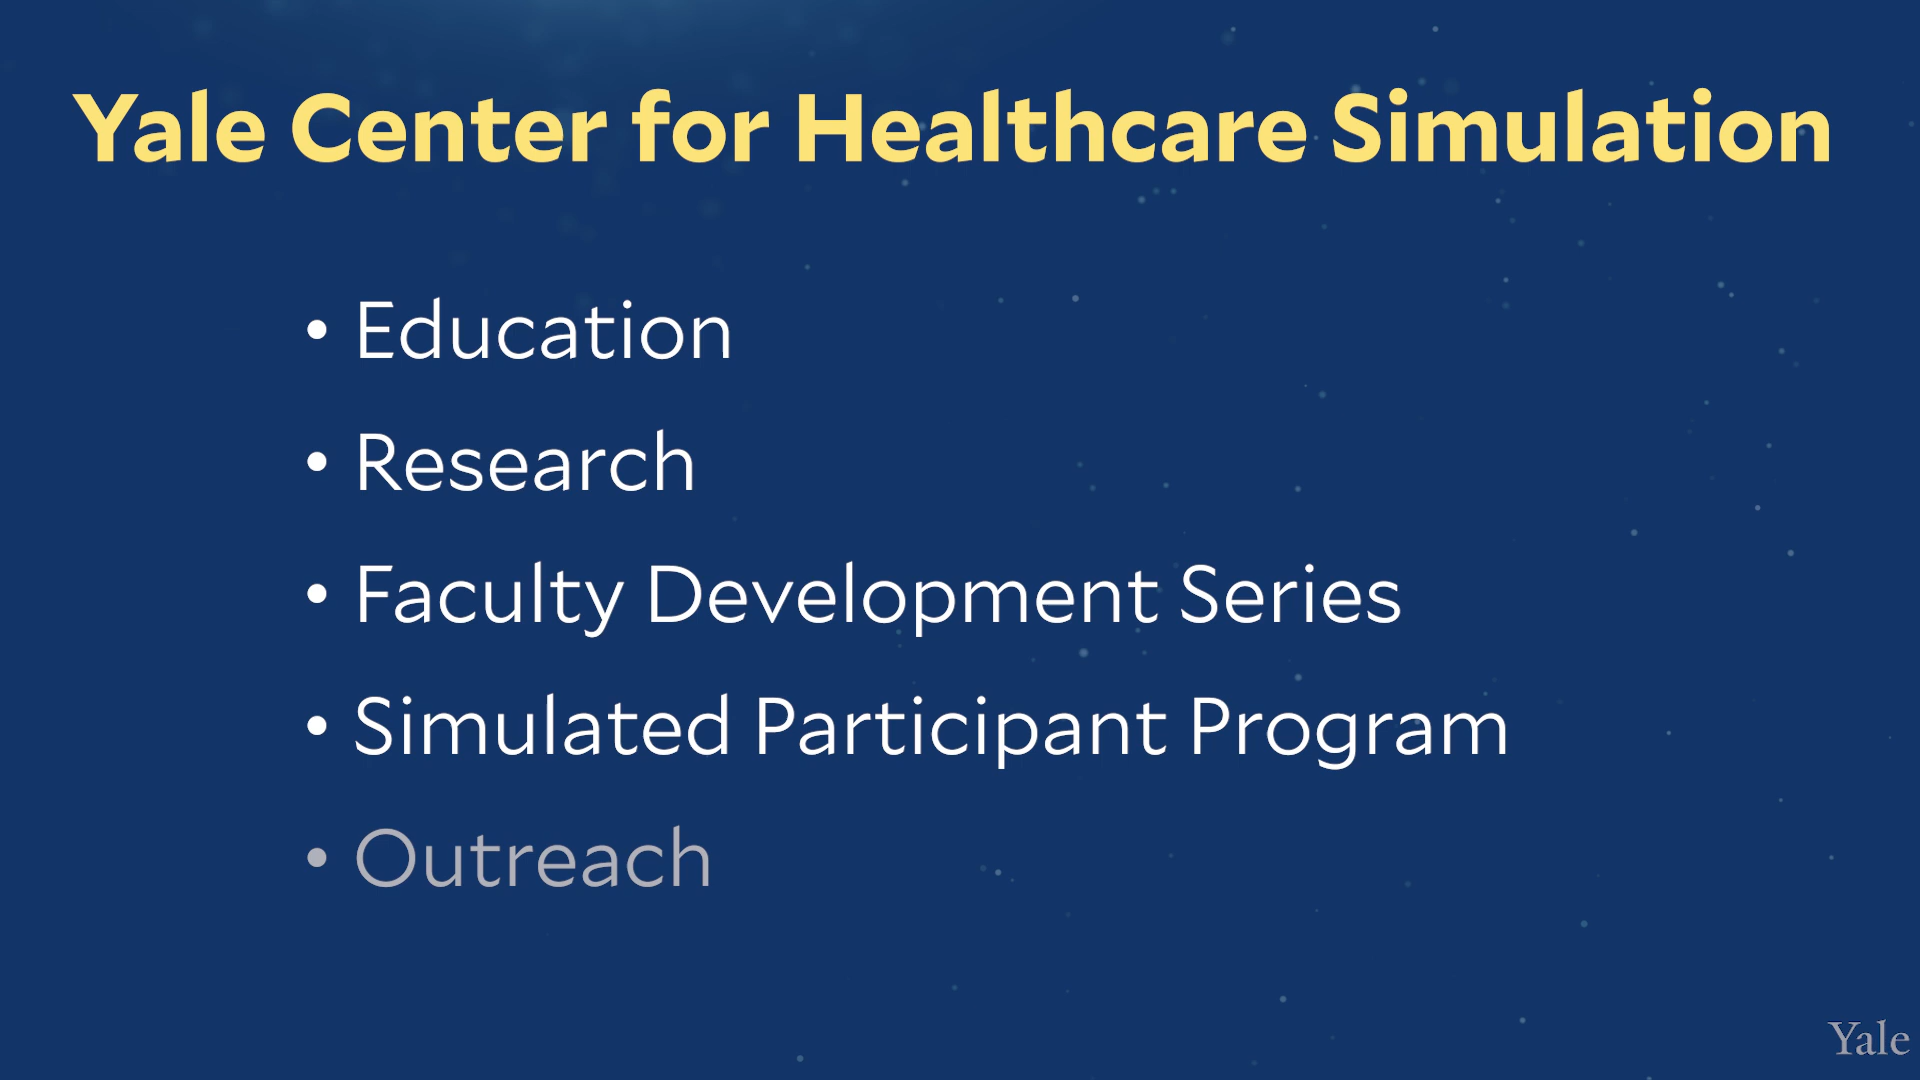 Yale Center for Healthcare Simulation
• Education
• Research
• Faculty Development Series
• Simulated Participant Program
• Outreach
Yale